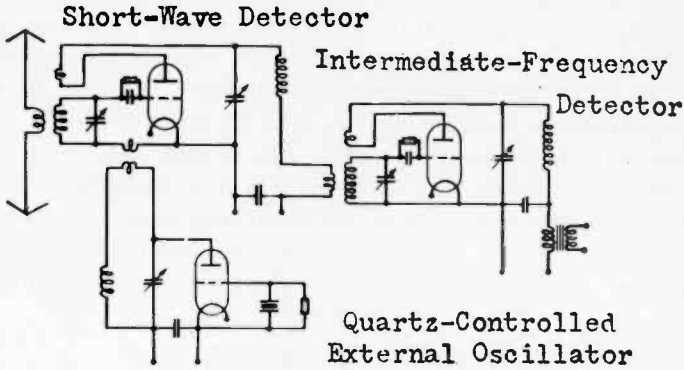 Short-Wave Detector
Intermediate-Frequency
Detector
Quartz-Controlled
External Oscillator